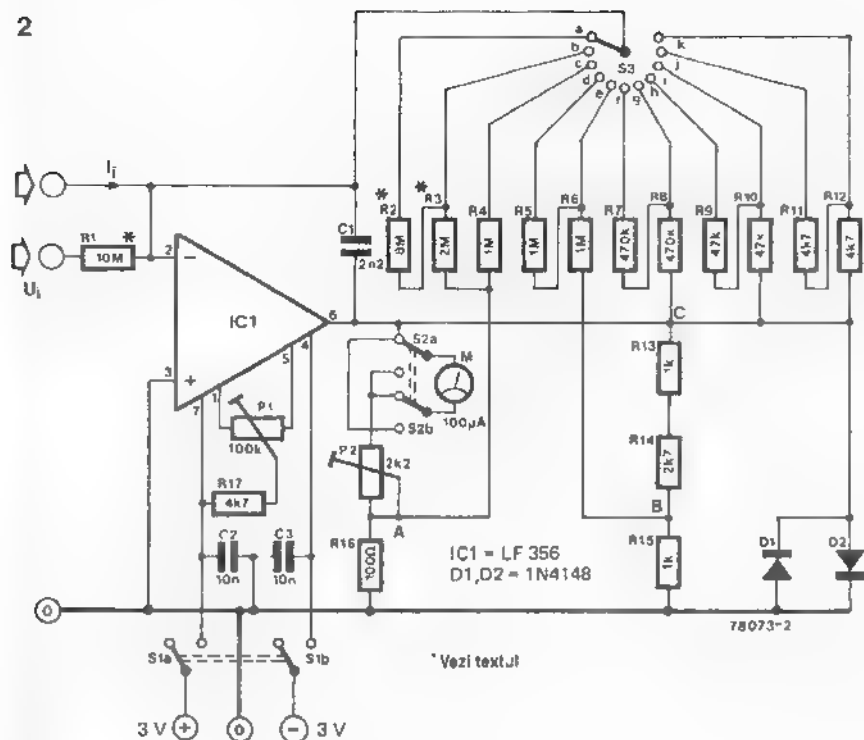 2
a
b
c
d
e
f
g
h
i
j
k
S3
Ii
Ui
R1
*
10M
C1
2n2
*
R2
8M
*
R3
2M
R4
1M
R5
1M
R6
1M
R7
470k
R8
470k
R9
47k
R10
47k
R11
4k7
R12
4k7
2
3
6
4
5
1
7
IC1
S2a
M
100µA
S2b
P1
100k
R17
4k7
P2
2k2
A
R16
100Ω
C2
10n
C3
10n
C
R13
1k
R14
2k7
B
R15
1k
D1
D2
IC1 = LF 356
D1,D2 = 1N4148
78073-2
0
S1a
S1b
* Vezi textul
3 V + 0 − 3 V